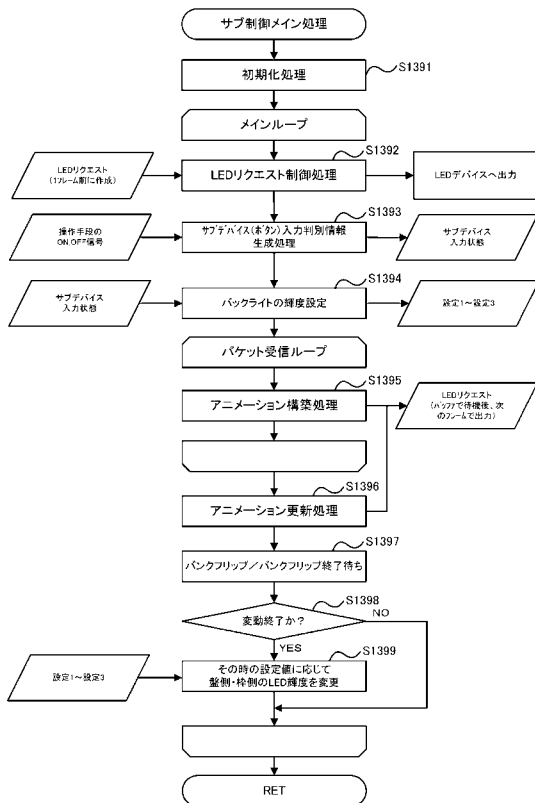 サブ制御メイン処理
S1391
初期化処理
メインループ
S1392
LEDリクエスト
(1フレーム前に作成)
LEDリクエスト制御処理
LEDデバイスへ出力
S1393
操作手段の
ON,OFF信号
サブデバイス(ボタン)入力判別情報
生成処理
サブデバイス
入力状態
S1394
サブデバイス
入力状態
バックライトの輝度設定
設定1～設定3
パケット受信ループ
S1395
アニメーション構築処理
LEDリクエスト
(バッファで待機後、次
のフレームで出力)
S1396
アニメーション更新処理
S1397
バンクフリップ／バンクフリップ終了待ち
S1398
変動終了か?
NO
YES
S1399
設定1～設定3
その時の設定値に応じて
盤側・枠側のLED輝度を変更
RET